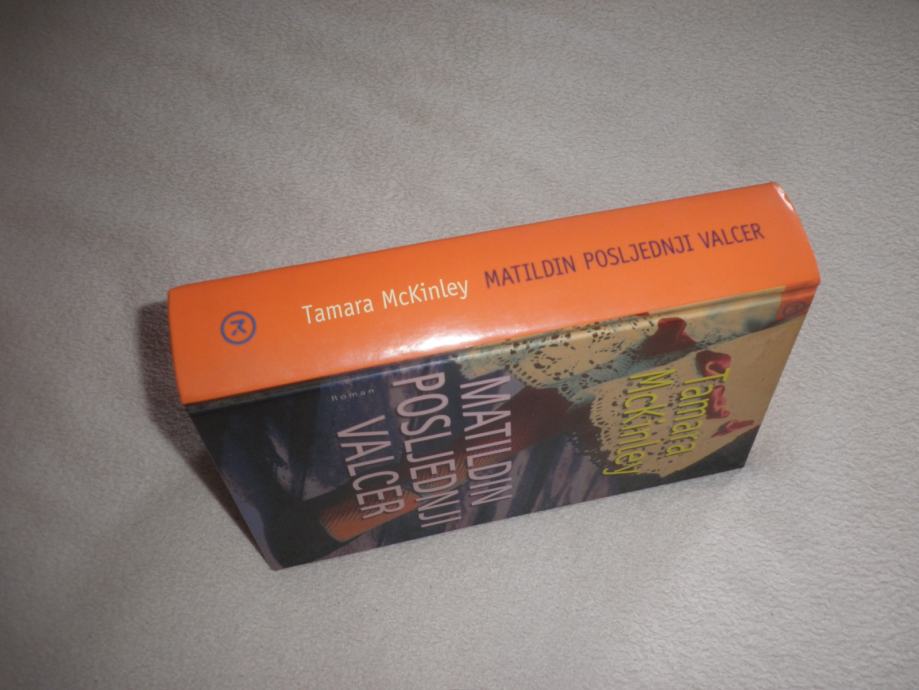 Tamara McKinley MATILDIN POSLJEDNJI VALCER
Tamara
McKinley
MATILDIN
POSLJEDNJI
VALCER
Roman